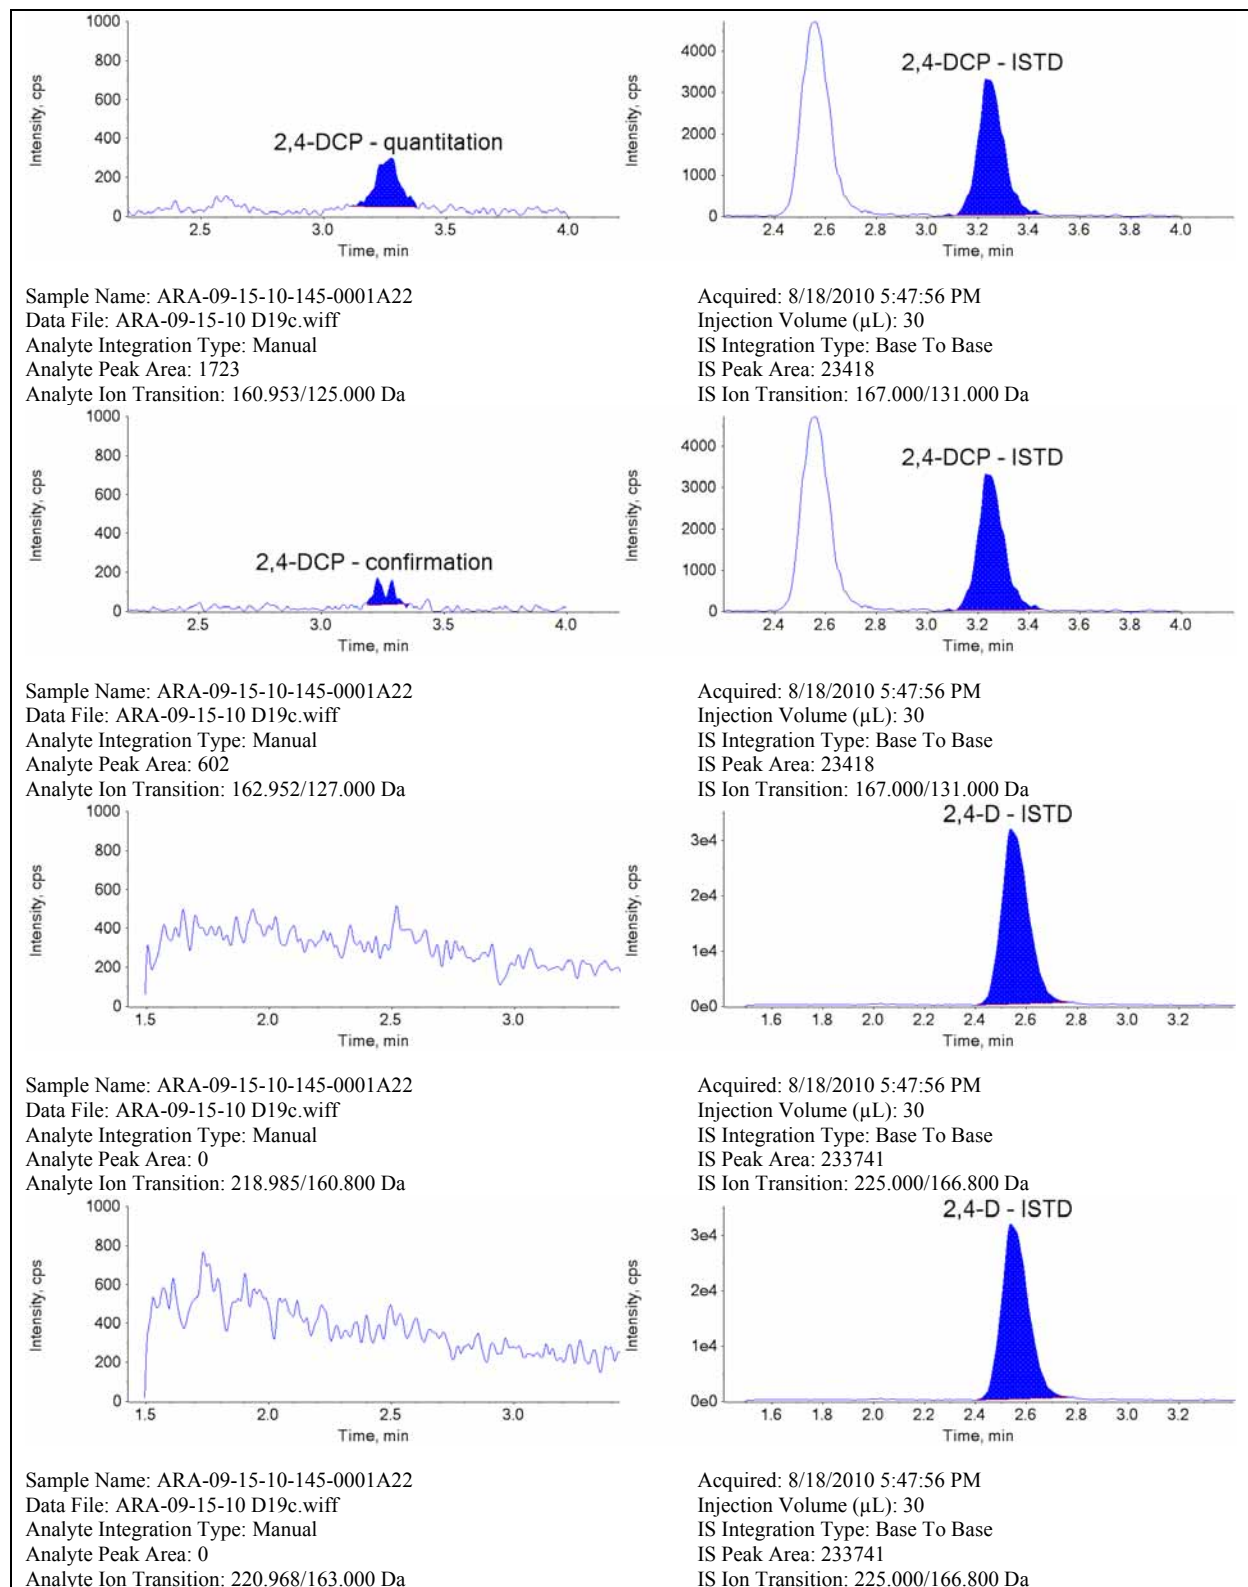 1000
800
600
400
200
0
Intensity, cps
2,4-DCP - quantitation
2.5 3.0 3.5 4.0
Time, min
4000
3000
2000
1000
0
Intensity, cps
2,4-DCP - ISTD
2.4 2.6 2.8 3.0 3.2 3.4 3.6 3.8 4.0
Time, min
Sample Name: ARA-09-15-10-145-0001A22
Data File: ARA-09-15-10 D19c.wiff
Analyte Integration Type: Manual
Analyte Peak Area: 1723
Analyte Ion Transition: 160.953/125.000 Da
Acquired: 8/18/2010 5:47:56 PM
Injection Volume (µL): 30
IS Integration Type: Base To Base
IS Peak Area: 23418
IS Ion Transition: 167.000/131.000 Da
1000
800
600
400
200
0
Intensity, cps
2,4-DCP - confirmation
2.5 3.0 3.5 4.0
Time, min
4000
3000
2000
1000
0
Intensity, cps
2,4-DCP - ISTD
2.4 2.6 2.8 3.0 3.2 3.4 3.6 3.8 4.0
Time, min
Sample Name: ARA-09-15-10-145-0001A22
Data File: ARA-09-15-10 D19c.wiff
Analyte Integration Type: Manual
Analyte Peak Area: 602
Analyte Ion Transition: 162.952/127.000 Da
Acquired: 8/18/2010 5:47:56 PM
Injection Volume (µL): 30
IS Integration Type: Base To Base
IS Peak Area: 23418
IS Ion Transition: 167.000/131.000 Da
1000
800
600
400
200
0
Intensity, cps
1.5 2.0 2.5 3.0
Time, min
3e4
2e4
1e4
0e0
Intensity, cps
2,4-D - ISTD
1.6 1.8 2.0 2.2 2.4 2.6 2.8 3.0 3.2
Time, min
Sample Name: ARA-09-15-10-145-0001A22
Data File: ARA-09-15-10 D19c.wiff
Analyte Integration Type: Manual
Analyte Peak Area: 0
Analyte Ion Transition: 218.985/160.800 Da
Acquired: 8/18/2010 5:47:56 PM
Injection Volume (µL): 30
IS Integration Type: Base To Base
IS Peak Area: 233741
IS Ion Transition: 225.000/166.800 Da
1000
800
600
400
200
0
Intensity, cps
1.5 2.0 2.5 3.0
Time, min
3e4
2e4
1e4
0e0
Intensity, cps
2,4-D - ISTD
1.6 1.8 2.0 2.2 2.4 2.6 2.8 3.0 3.2
Time, min
Sample Name: ARA-09-15-10-145-0001A22
Data File: ARA-09-15-10 D19c.wiff
Analyte Integration Type: Manual
Analyte Peak Area: 0
Analyte Ion Transition: 220.968/163.000 Da
Acquired: 8/18/2010 5:47:56 PM
Injection Volume (µL): 30
IS Integration Type: Base To Base
IS Peak Area: 233741
IS Ion Transition: 225.000/166.800 Da